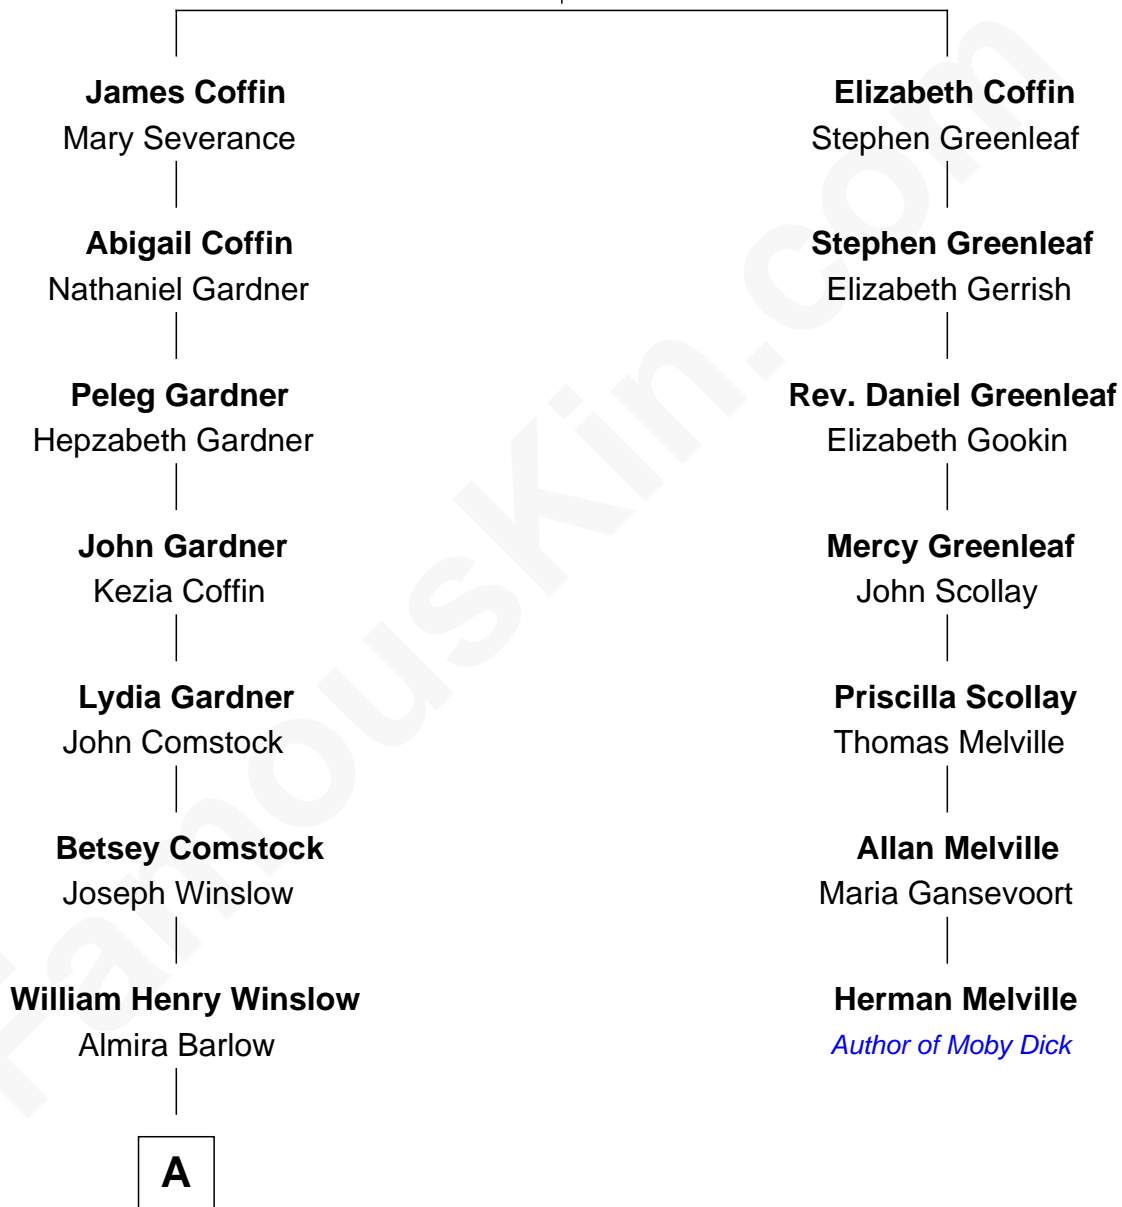 James Coffin
Mary Severance
Abigail Coffin
Nathaniel Gardner
Peleg Gardner
Hepzabeth Gardner
John Gardner
Kezia Coffin
Lydia Gardner
John Comstock
Betsey Comstock
Joseph Winslow
William Henry Winslow
Almira Barlow
A
Elizabeth Coffin
Stephen Greenleaf
Stephen Greenleaf
Elizabeth Gerrish
Rev. Daniel Greenleaf
Elizabeth Gookin
Mercy Greenleaf
John Scollay
Priscilla Scollay
Thomas Melville
Allan Melville
Maria Gansevoort
Herman Melville
Author of Moby Dick
FamousKin.com